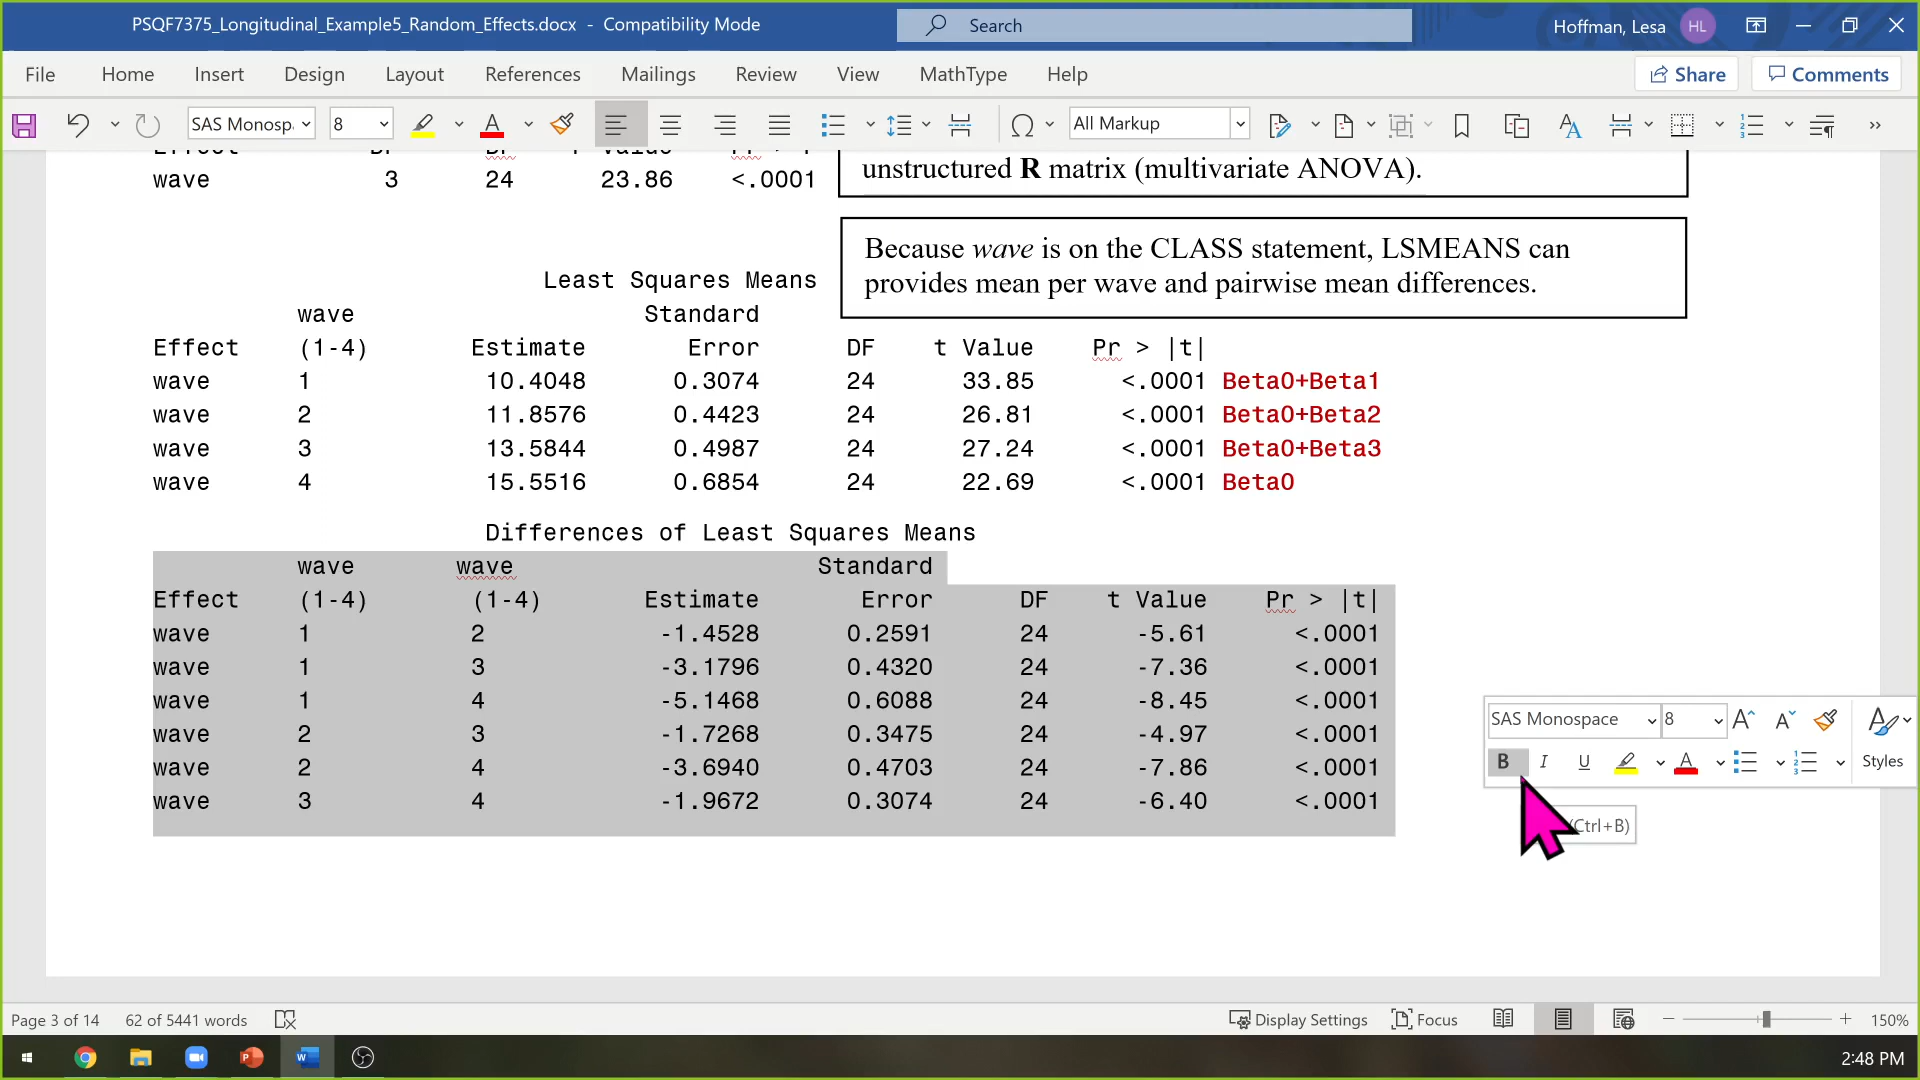 PSQF7375_Longitudinal_Example5_Random_Effects.docx - Compatibility Mode
Search
Hoffman, Lesa
HL
File Home Insert Design Layout References Mailings Review View MathType Help
Share
Comments
SAS Monosp.
8
All Markup
unstructured R matrix (multivariate ANOVA).
wave 3 24 23.86 <.0001
Because wave is on the CLASS statement, LSMEANS can
provides mean per wave and pairwise mean differences.
Least Squares Means
wave Standard
Effect (1-4) Estimate Error DF t Value Pr > |t|
wave 1 10.4048 0.3074 24 33.85 <.0001 Beta0+Beta1
wave 2 11.8576 0.4423 24 26.81 <.0001 Beta0+Beta2
wave 3 13.5844 0.4987 24 27.24 <.0001 Beta0+Beta3
wave 4 15.5516 0.6854 24 22.69 <.0001 Beta0
Differences of Least Squares Means
wave wave Standard
Effect (1-4) (1-4) Estimate Error DF t Value Pr > |t|
wave 1 2 -1.4528 0.2591 24 -5.61 <.0001
wave 1 3 -3.1796 0.4320 24 -7.36 <.0001
wave 1 4 -5.1468 0.6088 24 -8.45 <.0001
wave 2 3 -1.7268 0.3475 24 -4.97 <.0001
wave 2 4 -3.6940 0.4703 24 -7.86 <.0001
wave 3 4 -1.9672 0.3074 24 -6.40 <.0001
SAS Monospace 8
B I U
Styles
(Ctrl+B)
Page 3 of 14
62 of 5441 words
Display Settings
Focus
150%
2:48 PM